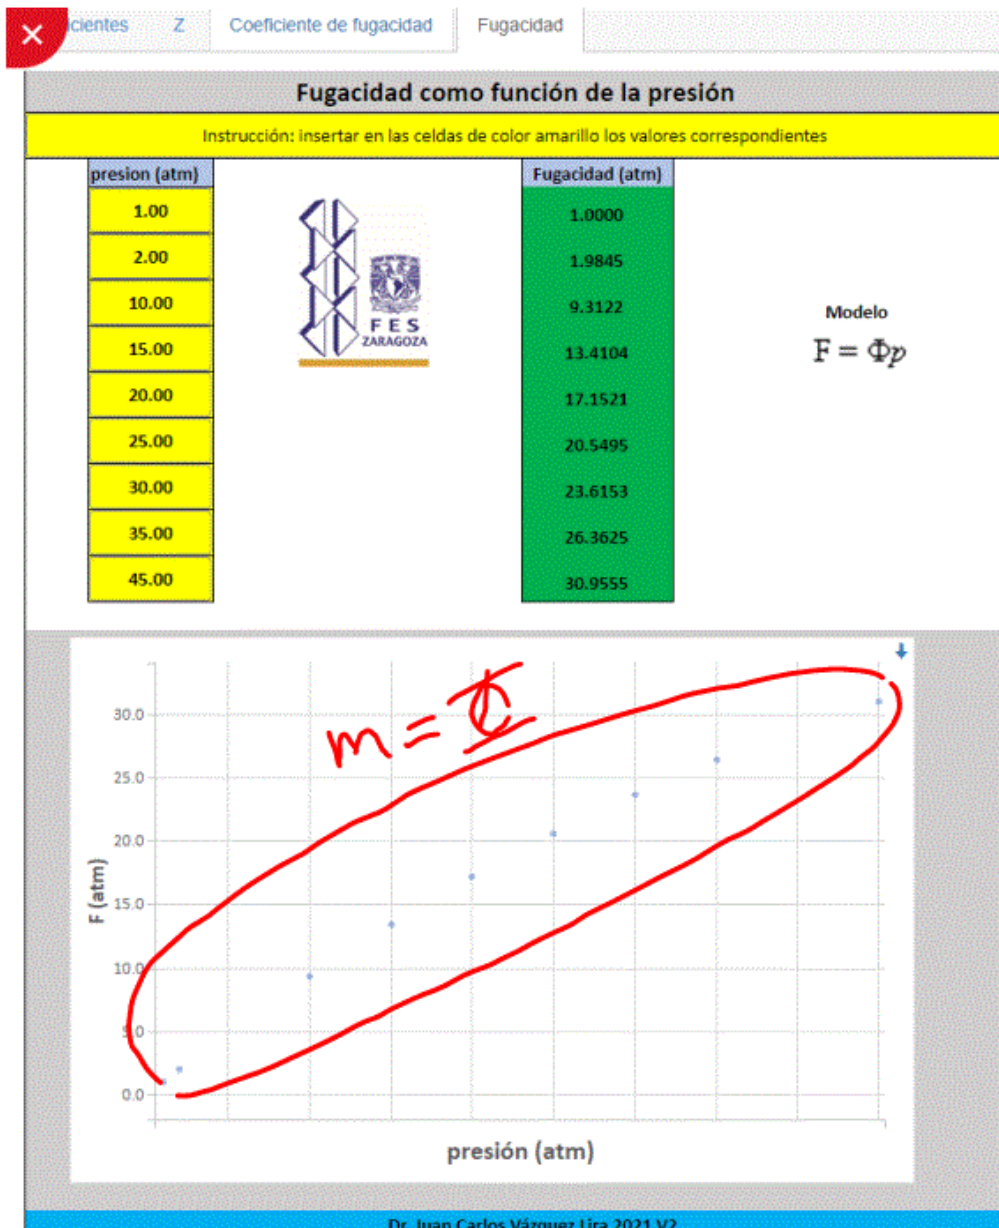 cientes Z Coeficiente de fugacidad Fugacidad
Fugacidad como función de la presión
Instrucción: insertar en las celdas de color amarillo los valores correspondientes
presion (atm) Fugacidad (atm)
1.00 1.0000
2.00 1.9845
10.00 9.3122
15.00 13.4104
20.00 17.1521
25.00 20.5495
30.00 23.6153
35.00 26.3625
45.00 30.9555
FES
ZARAGOZA
Modelo
F = Φp
m = Φ
30.0
25.0
20.0
15.0
10.0
5.0
0.0
F (atm)
presión (atm)
Dr. Juan Carlos Vázquez Lira 2021 V2